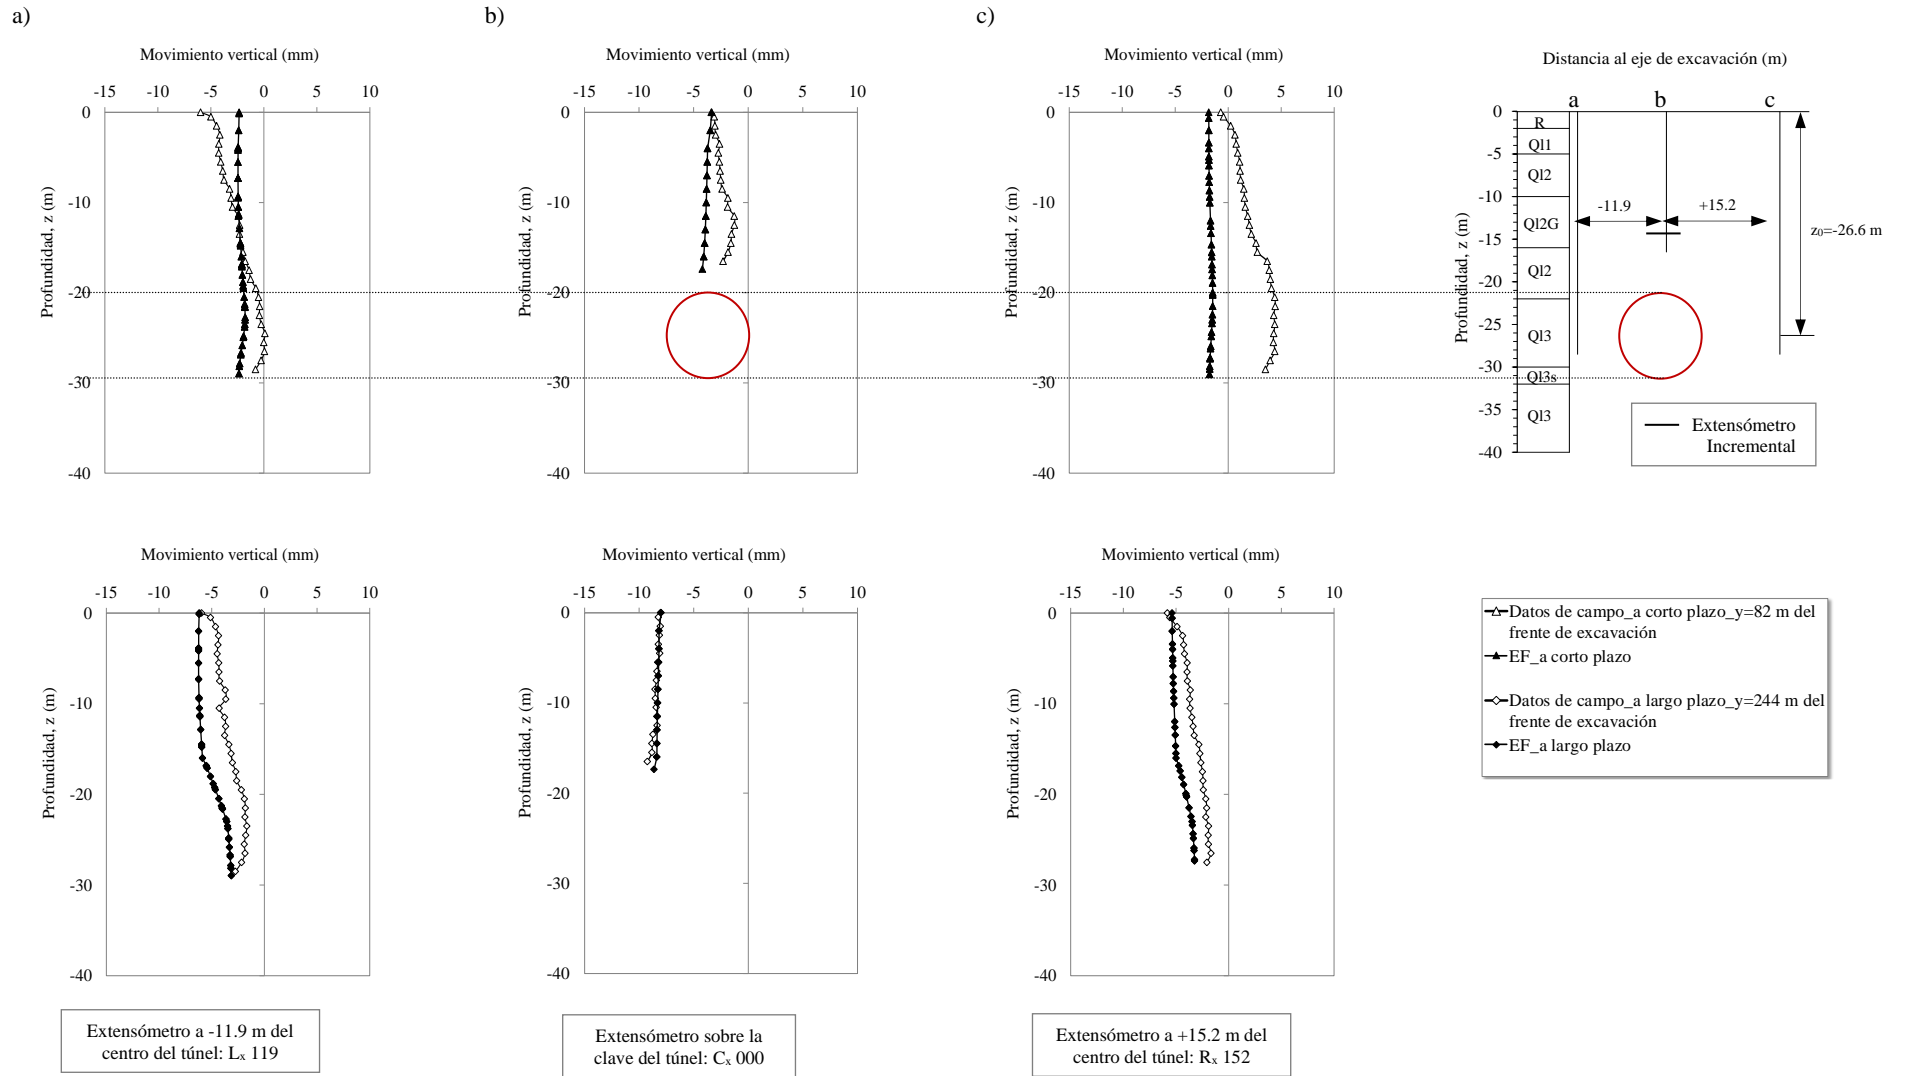 a)
b)
c)
Movimiento vertical (mm)
-15 -10 -5 0 5 10
0
-10
-20
-30
-40
Profundidad, z (m)
Movimiento vertical (mm)
-15 -10 -5 0 5 10
0
-10
-20
-30
-40
Profundidad, z (m)
Movimiento vertical (mm)
-15 -10 -5 0 5 10
0
-10
-20
-30
-40
Profundidad, z (m)
Distancia al eje de excavación (m)
a b c
0
-5
-10
-15
-20
-25
-30
-35
-40
Profundidad, z (m)
R
Ql1
Ql2
Ql2G
Ql2
Ql3
Ql3s
Ql3
-11.9
+15.2
z0=-26.6 m
Extensómetro
Incremental
Movimiento vertical (mm)
-15 -10 -5 0 5 10
0
-10
-20
-30
-40
Profundidad, z (m)
Movimiento vertical (mm)
-15 -10 -5 0 5 10
0
-10
-20
-30
-40
Profundidad, z (m)
Movimiento vertical (mm)
-15 -10 -5 0 5 10
0
-10
-20
-30
-40
Profundidad, z (m)
Datos de campo_a corto plazo_y=82 m del
frente de excavación
EF_a corto plazo
Datos de campo_a largo plazo_y=244 m del
frente de excavación
EF_a largo plazo
Extensómetro a -11.9 m del
centro del túnel: Lx 119
Extensómetro sobre la
clave del túnel: Cx 000
Extensómetro a +15.2 m del
centro del túnel: Rx 152